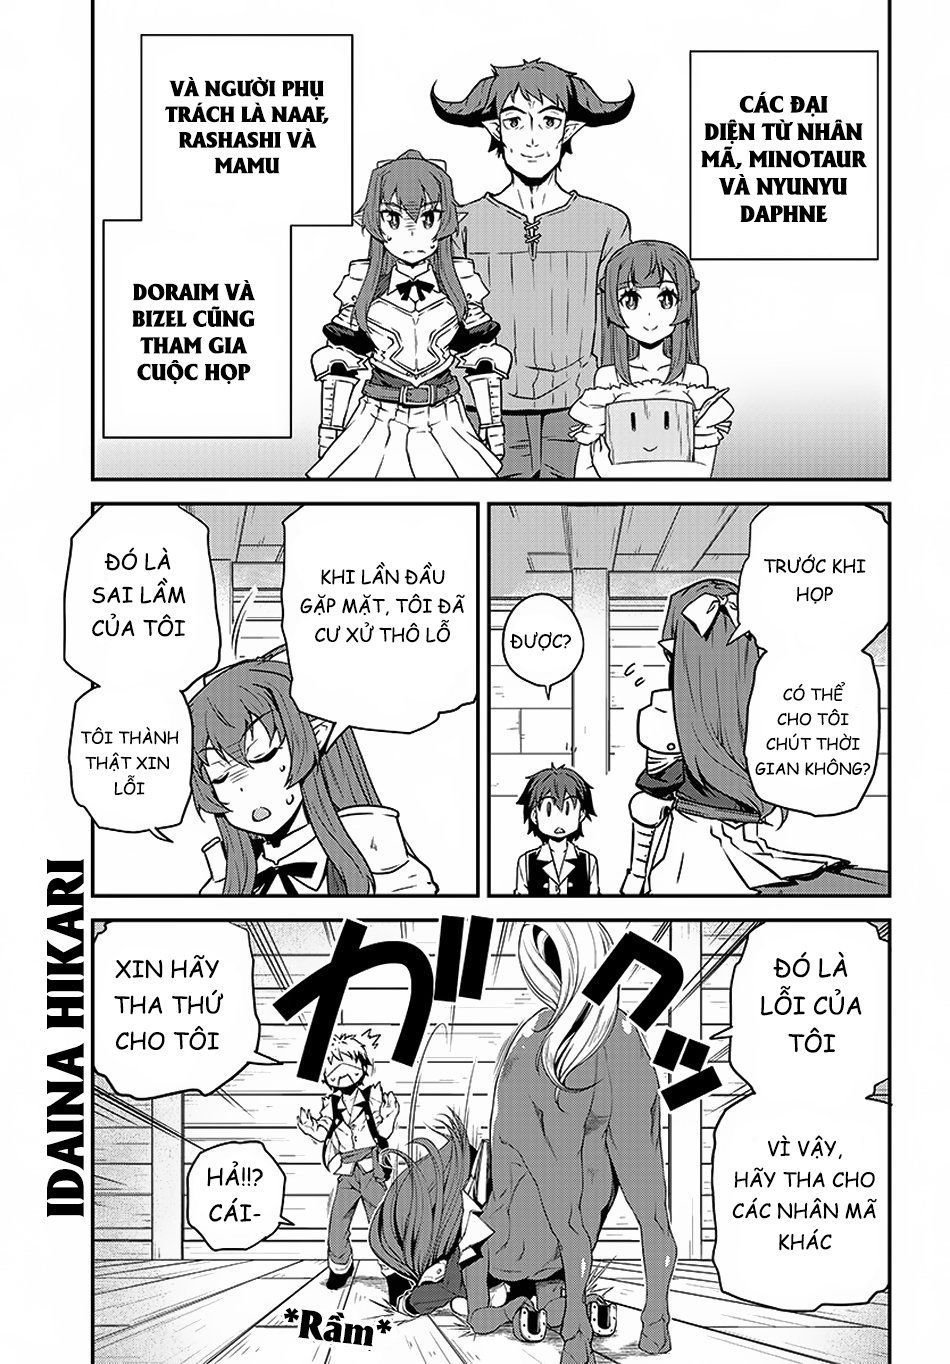 CÁC ĐẠI
DIỆN TỪ NHÂN
MÃ, MINOTAUR
VÀ NYUNYU
DAPHNE
VÀ NGƯỜI PHỤ
TRÁCH LÀ NAAF,
RASHASHI VÀ
MAMU
DORAIM VÀ
BIZEL CŨNG
THAM GIA
CUỘC HỌP
TRƯỚC KHI
HỌP
CÓ THỂ
CHO TÔI
CHÚT THỜI
GIAN KHÔNG?
ĐƯỢC?
KHI LẦN ĐẦU
GẶP MẶT, TÔI ĐÃ
CƯ XỬ THÔ LỖ
ĐÓ LÀ
SAI LẦM
CỦA TÔI
TÔI THÀNH
THẬT XIN
LỖI
ĐÓ LÀ
LỖI CỦA
TÔI
VÌ VẬY,
HÃY THA CHO
CÁC NHÂN MÃ
KHÁC
ガバッ
XIN HÃY
THA THỨ
CHO TÔI
HẢ!!?
CÁI-
*Rầm*
IDAINA HIKARI